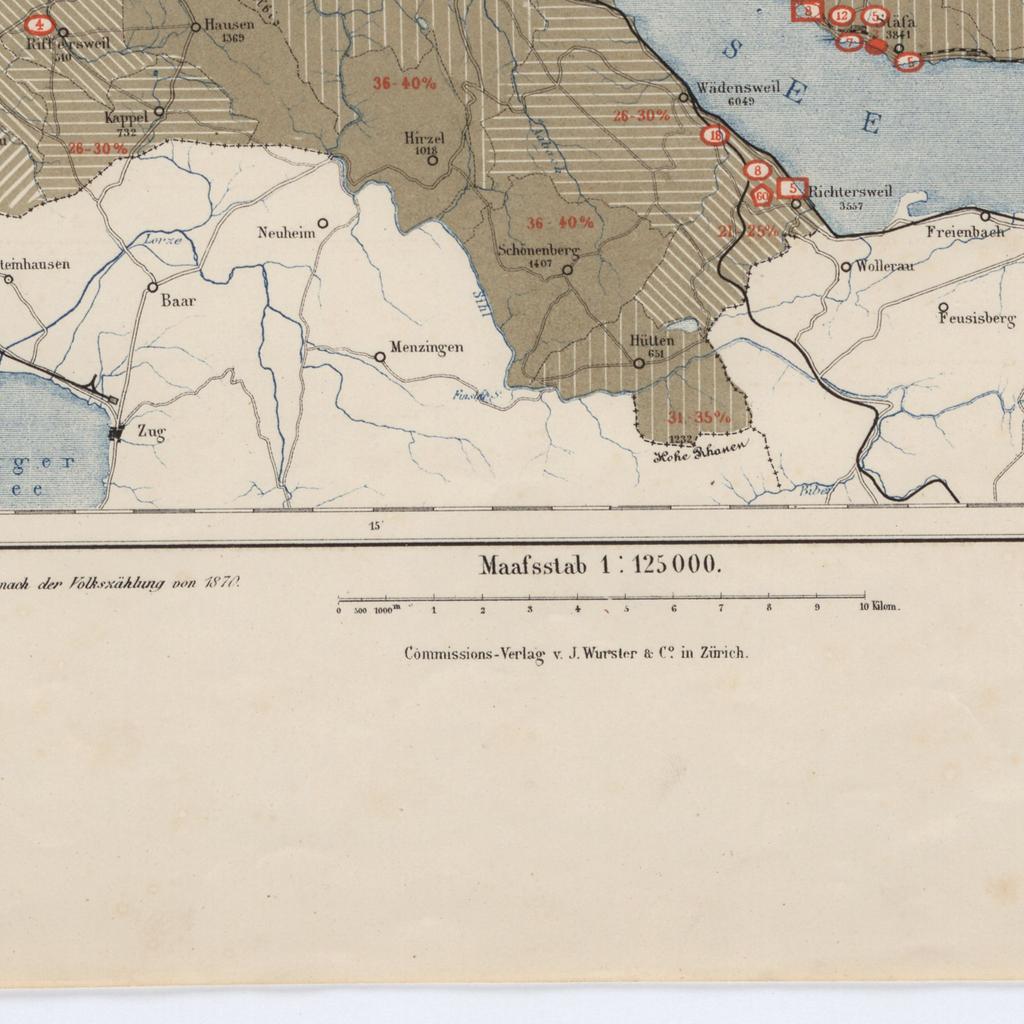 4
Riffersweil
510
Hausen
1369
36-40%
Hirzel
1018
Kappel
732
26-30%
S
E
E
8
12
5
7
5
Stäfa
3841
Wädensweil
6049
26-30%
18
8
60
5
Richtersweil
3557
21-25%
Freienbach
Neuheim
Lorze
36-40%
Schönenberg
1407
Wollerau
Feusisberg
teinhausen
Baar
Sihl
Hütten
651
Menzingen
31-35%
1232
Hohe Rhonen
Biber
Zug
ger
ee
15'
Maafsstab 1:125000.
nach der Volkszählung von 1870.
0 500 1000m 1 2 3 4 5 6 7 8 9 10 Kilom.
Commissions-Verlag v. J. Wurster & Co. in Zürich.